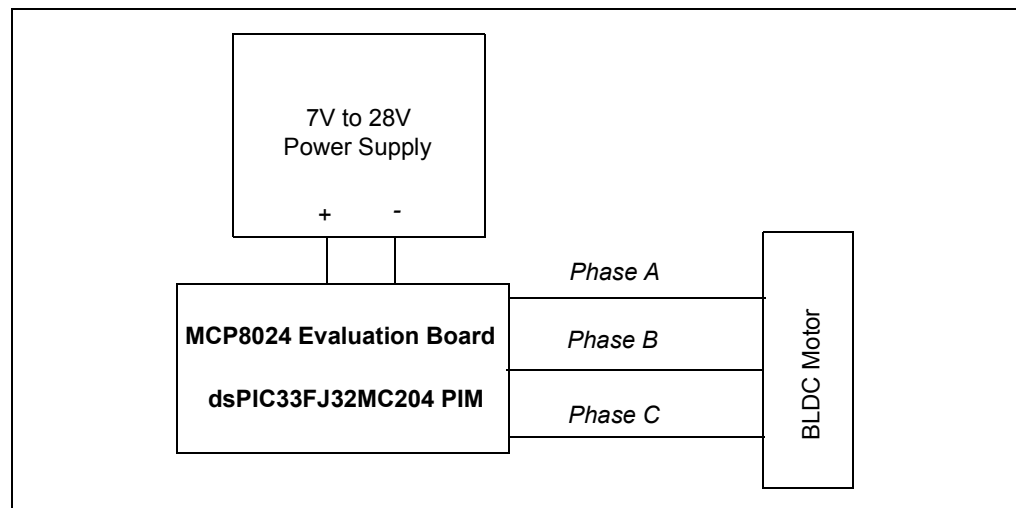 7V to 28V
Power Supply
+ -
MCP8024 Evaluation Board
dsPIC33FJ32MC204 PIM
Phase A
Phase B
Phase C
BLDC Motor